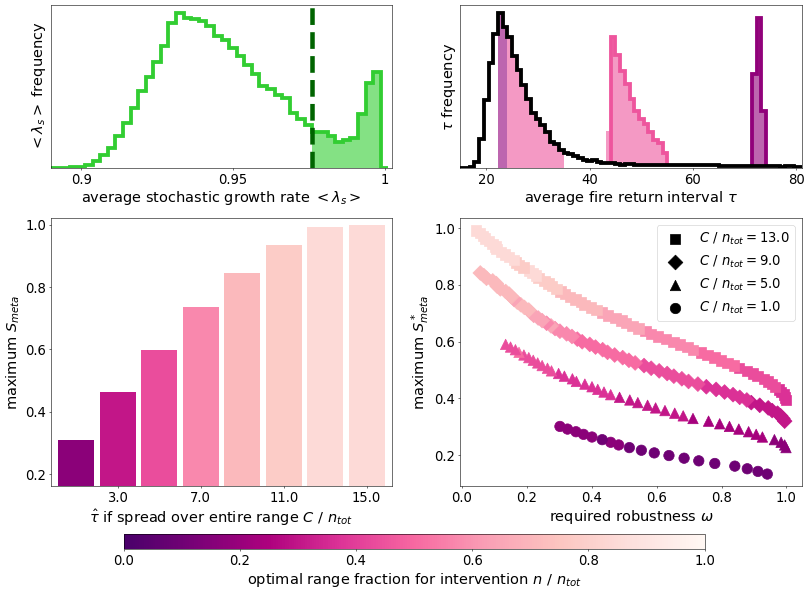 < λs > frequency
0.9 0.95 1
average stochastic growth rate < λs >
τ frequency
20 40 60 80
average fire return interval τ
maximum Smeta
1.0
0.8
0.6
0.4
0.2
3.0 7.0 11.0 15.0
τ̂ if spread over entire range C / ntot
maximum S*meta
1.0
0.8
0.6
0.4
0.2
C / ntot = 13.0
C / ntot = 9.0
C / ntot = 5.0
C / ntot = 1.0
0.0 0.2 0.4 0.6 0.8 1.0
required robustness ω
0.0 0.2 0.4 0.6 0.8 1.0
optimal range fraction for intervention n / ntot